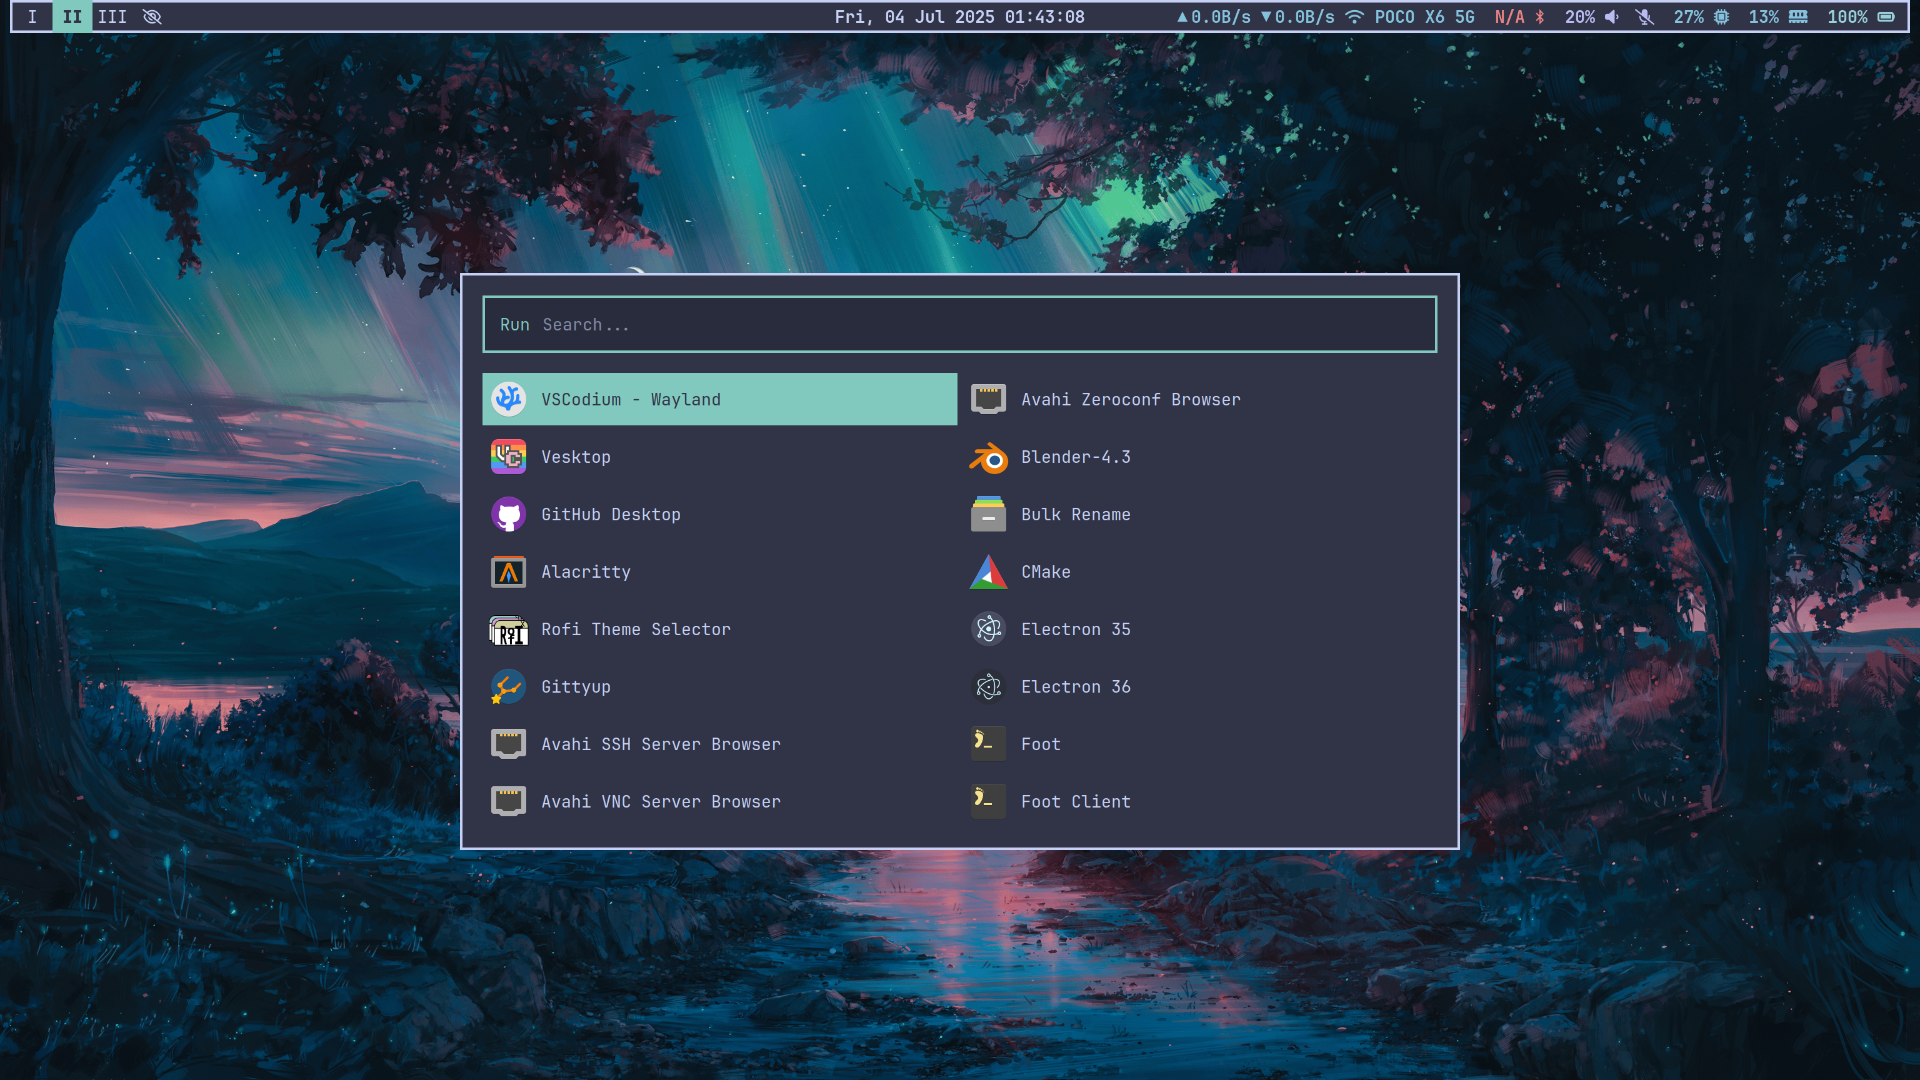 I II III Fri, 04 Jul 2025 01:43:08 ▲0.0B/s ▼0.0B/s POCO X6 5G N/A 20% 27% 13% 100%
Run Search...
VSCodium - Wayland
Vesktop
GitHub Desktop
Alacritty
Rofi Theme Selector
Gittyup
Avahi SSH Server Browser
Avahi VNC Server Browser
Avahi Zeroconf Browser
Blender-4.3
Bulk Rename
CMake
Electron 35
Electron 36
Foot
Foot Client